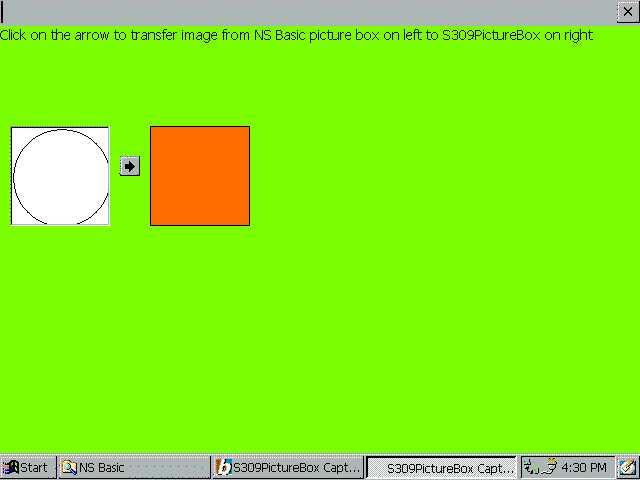 Click on the arrow to transfer image from NS Basic picture box on left to S309PictureBox on right
Start
NS Basic
S309PictureBox Capt...
S309PictureBox Capt...
4:30 PM